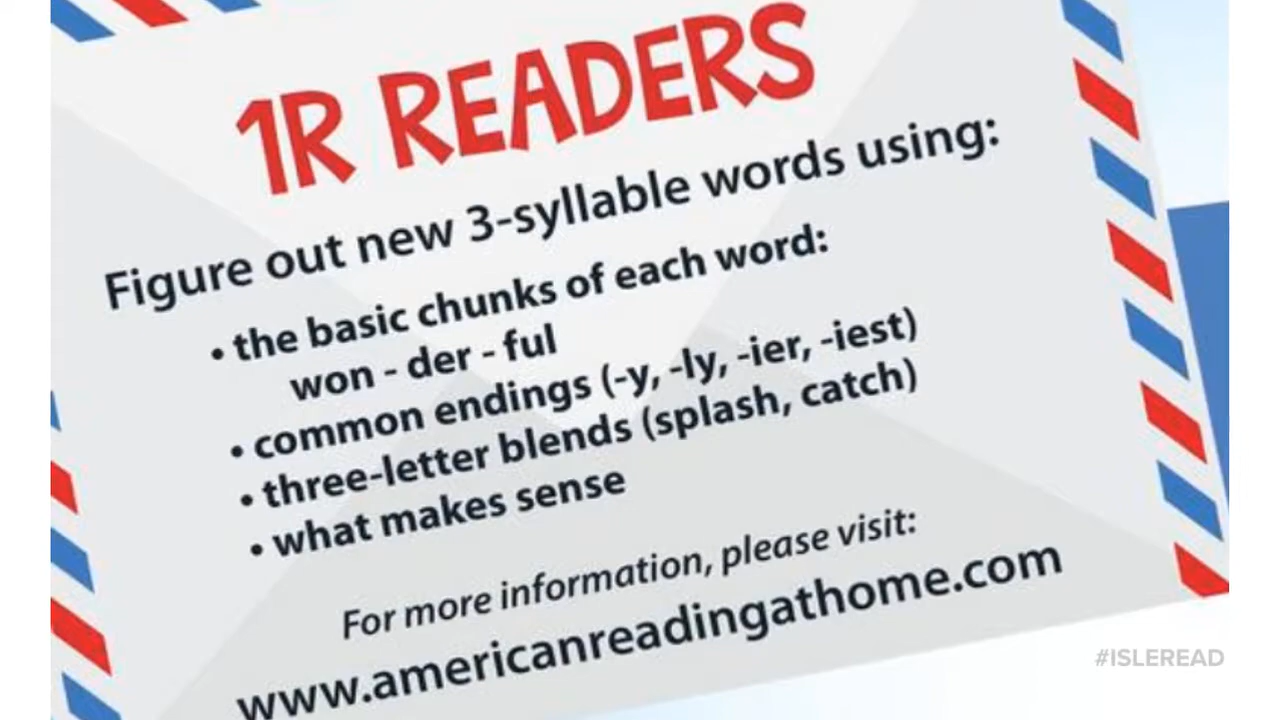 1R READERS
Figure out new 3-syllable words using:
• the basic chunks of each word:
won - der - ful
• common endings (-y, -ly, -ier, -iest)
• three-letter blends (splash, catch)
• what makes sense
For more information, please visit:
www.americanreadingathome.com
#ISLEREAD